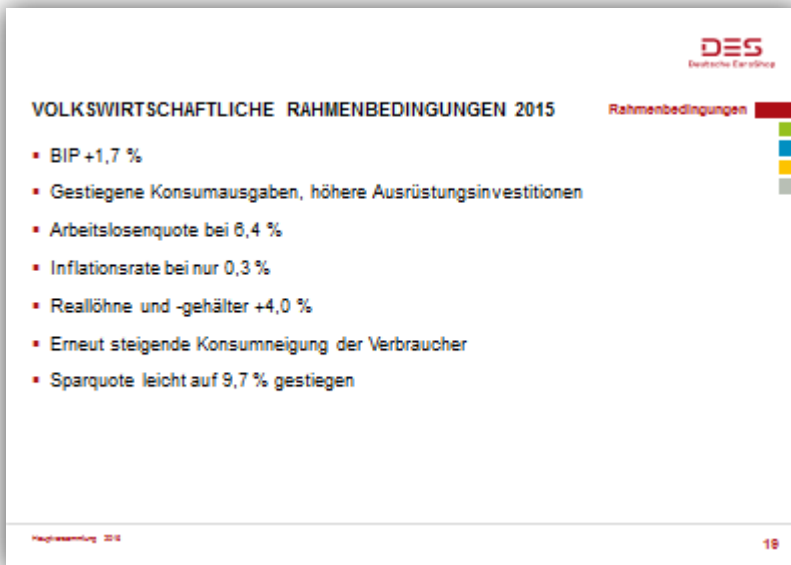 DES
Deutsche EuroShop
VOLKSWIRTSCHAFTLICHE RAHMENBEDINGUNGEN 2015
Rahmenbedingungen
▪ BIP +1,7 %
▪ Gestiegene Konsumausgaben, höhere Ausrüstungsinvestitionen
▪ Arbeitslosenquote bei 6,4 %
▪ Inflationsrate bei nur 0,3 %
▪ Reallöhne und -gehälter +4,0 %
▪ Erneut steigende Konsumneigung der Verbraucher
▪ Sparquote leicht auf 9,7 % gestiegen
Hauptversammlung
19